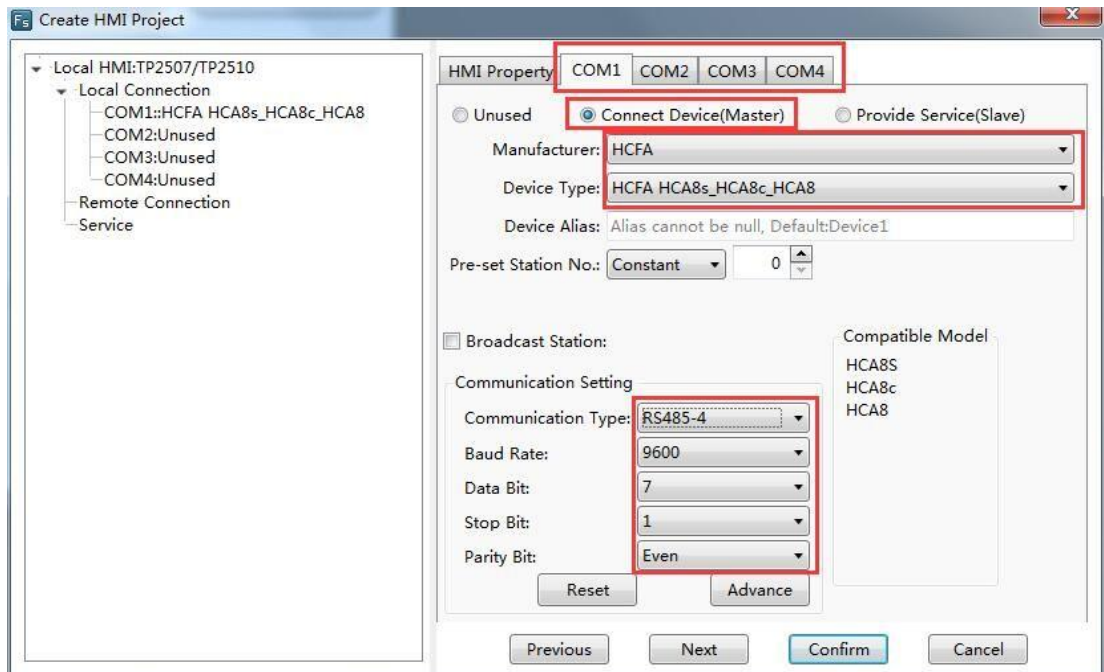 Create HMI Project
Local HMI:TP2507/TP2510
Local Connection
COM1::HCFA HCA8s_HCA8c_HCA8
COM2:Unused
COM3:Unused
COM4:Unused
Remote Connection
Service
HMI Property COM1 COM2 COM3 COM4
Unused Connect Device(Master) Provide Service(Slave)
Manufacturer: HCFA
Device Type: HCFA HCA8s_HCA8c_HCA8
Device Alias: Alias cannot be null, Default:Device1
Pre-set Station No.: Constant 0
Broadcast Station:
Communication Setting
Communication Type: RS485-4
Baud Rate: 9600
Data Bit: 7
Stop Bit: 1
Parity Bit: Even
Reset Advance
Compatible Model
HCA8S
HCA8c
HCA8
Previous Next Confirm Cancel